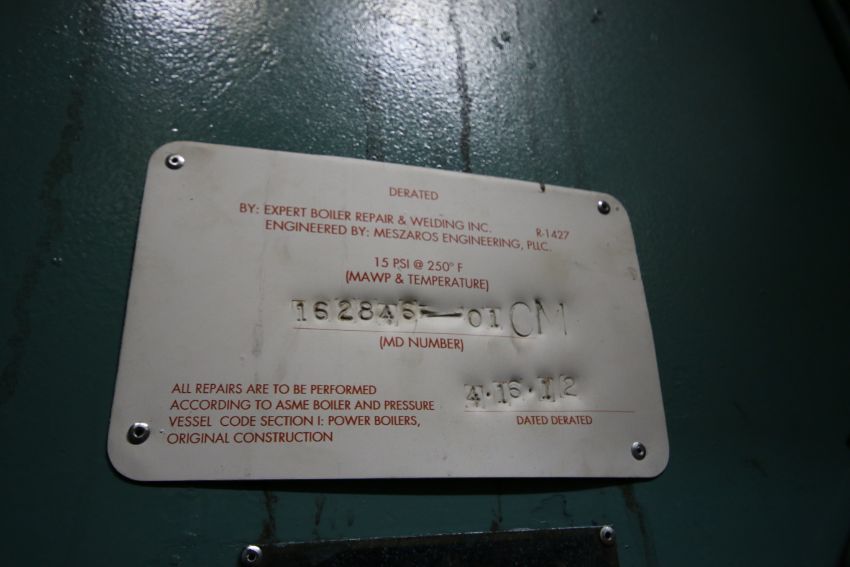 DERATED
BY: EXPERT BOILER REPAIR & WELDING INC. R-1427
ENGINEERED BY: MESZAROS ENGINEERING, PLLC.
15 PSI @ 250° F
(MAWP & TEMPERATURE)
162846-01CM
(MD NUMBER)
4·16·12
DATED DERATED
ALL REPAIRS ARE TO BE PERFORMED
ACCORDING TO ASME BOILER AND PRESSURE
VESSEL CODE SECTION I: POWER BOILERS,
ORIGINAL CONSTRUCTION